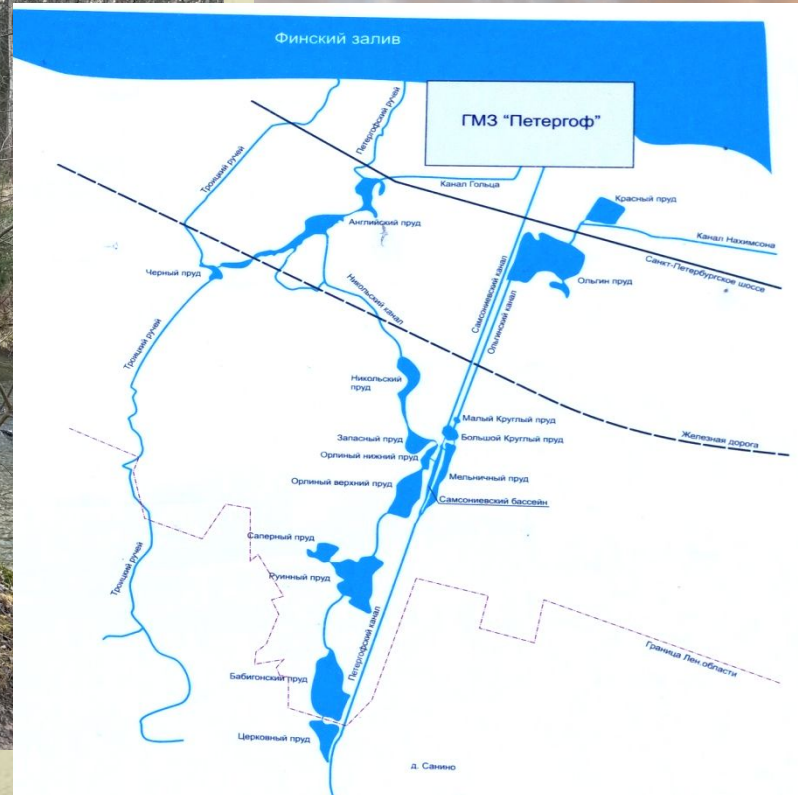 Финский залив
ГМЗ "Петергоф"
Петергофский ручей
Троицкий ручей
Канал Гольца
Красный пруд
Английский пруд
Канал Нахимсона
Санкт-Петербургское шоссе
Черный пруд
Ольгин пруд
Никольский канал
Самсониевский канал
Ольгинский канал
Троицкий ручей
Никольский
пруд
Малый Круглый пруд
Железная дорога
Запасный пруд
Большой Круглый пруд
Орлиный нижний пруд
Мельничный пруд
Орлиный верхний пруд
Самсониевский бассейн
Саперный пруд
Троицкий ручей
Руинный пруд
Петергофский канал
Граница Лен.области
Бабигонский пруд
Церковный пруд
д. Санино